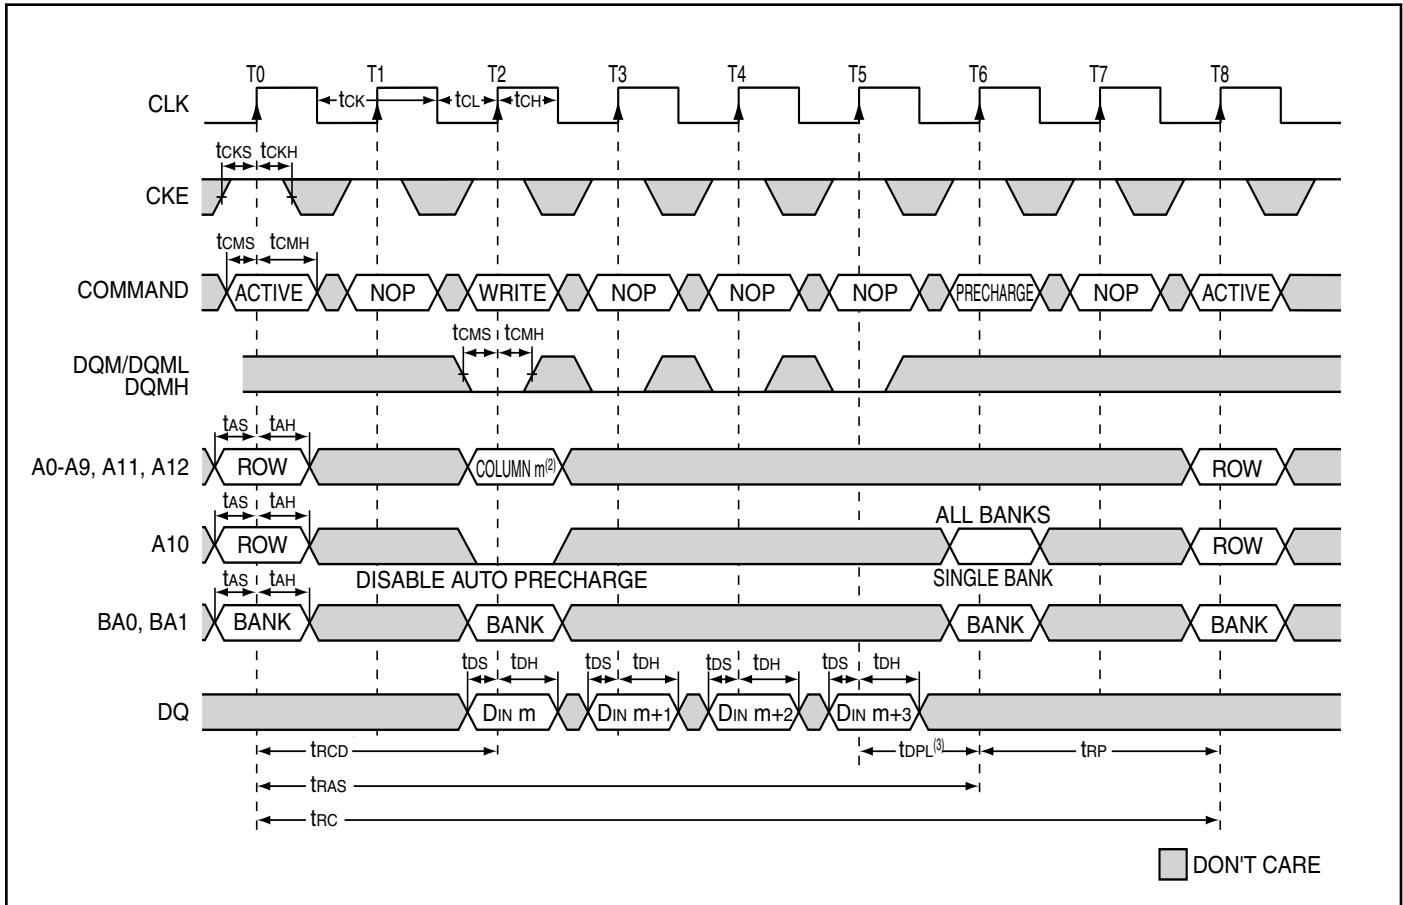 T0 T1 T2 T3 T4 T5 T6 T7 T8
CLK tCK tCL tCH
tCKS tCKH
CKE
tCMS tCMH
COMMAND ACTIVE NOP WRITE NOP NOP NOP PRECHARGE NOP ACTIVE
tCMS tCMH
DQM/DQML
DQMH
tAS tAH
A0-A9, A11, A12 ROW COLUMN m(2) ROW
tAS tAH ALL BANKS
A10 ROW ROW
tAS tAH DISABLE AUTO PRECHARGE SINGLE BANK
BA0, BA1 BANK BANK BANK BANK
tDS tDH tDS tDH tDS tDH tDS tDH
DQ DIN m DIN m+1 DIN m+2 DIN m+3
tRCD tDPL(3) tRP
tRAS
tRC
DON'T CARE